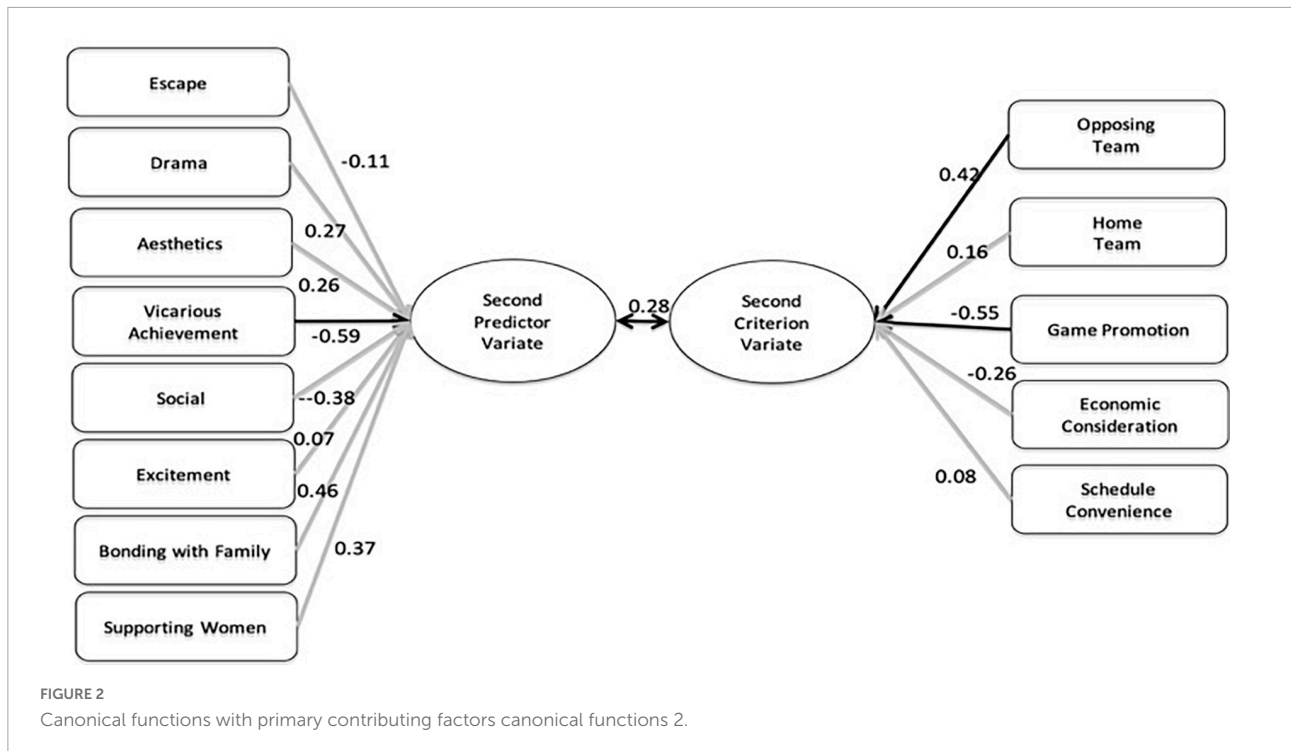 Escape
-0.11
Drama
0.27
Aesthetics
0.26
Vicarious
Achievement
-0.59
Social
--0.38
0.07
Excitement
0.46
Bonding with Family
0.37
Supporting Women
Second
Predictor
Variate
0.28
Second
Criterion
Variate
Opposing
Team
0.42
Home
Team
0.16
-0.55
Game Promotion
-0.26
Economic
Consideration
0.08
Schedule
Convenience
FIGURE 2
Canonical functions with primary contributing factors canonical functions 2.